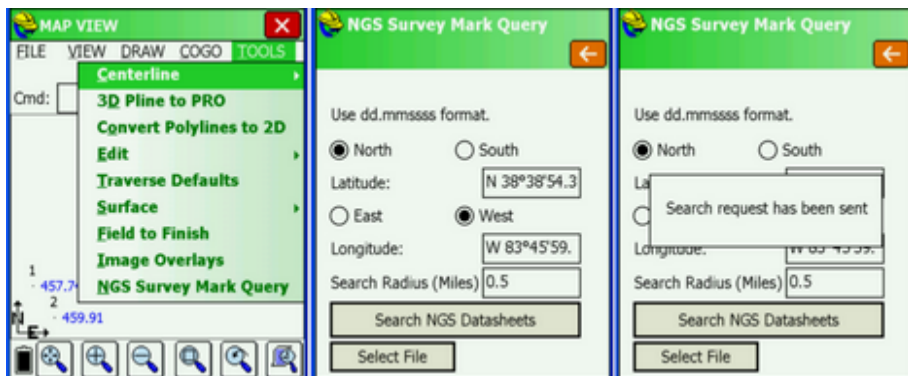 MAP VIEW
FILE VIEW DRAW COGO TOOLS
Cmd:
Centerline
3D Pline to PRO
Convert Polylines to 2D
Edit
Traverse Defaults
Surface
Field to Finish
Image Overlays
NGS Survey Mark Query
1
2
459.91
N
E
NGS Survey Mark Query
Use dd.mmssss format.
North South
Latitude: N 38°38'54.3
East West
Longitude: W 83°45'59.
Search Radius (Miles) 0.5
Search NGS Datasheets
Select File
NGS Survey Mark Query
Use dd.mmssss format.
North South
Search request has been sent
Search Radius (Miles) 0.5
Search NGS Datasheets
Select File